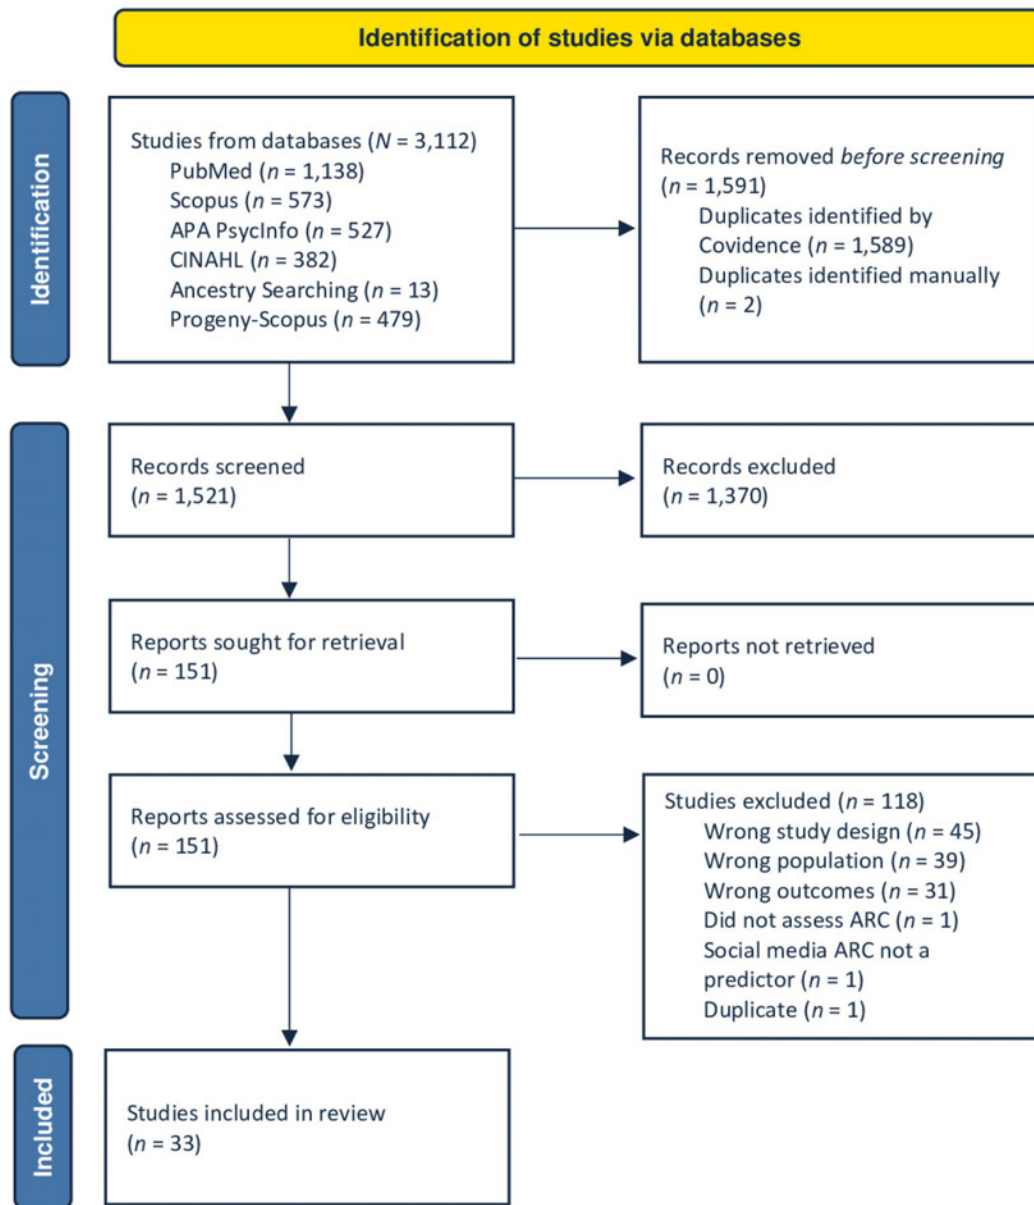 Identification of studies via databases
Identification
Studies from databases (N = 3,112)
PubMed (n = 1,138)
Scopus (n = 573)
APA PsycInfo (n = 527)
CINAHL (n = 382)
Ancestry Searching (n = 13)
Progeny-Scopus (n = 479)
Records removed before screening
(n = 1,591)
Duplicates identified by
Covidence (n = 1,589)
Duplicates identified manually
(n = 2)
Screening
Records screened
(n = 1,521)
Records excluded
(n = 1,370)
Reports sought for retrieval
(n = 151)
Reports not retrieved
(n = 0)
Reports assessed for eligibility
(n = 151)
Studies excluded (n = 118)
Wrong study design (n = 45)
Wrong population (n = 39)
Wrong outcomes (n = 31)
Did not assess ARC (n = 1)
Social media ARC not a
predictor (n = 1)
Duplicate (n = 1)
Included
Studies included in review
(n = 33)